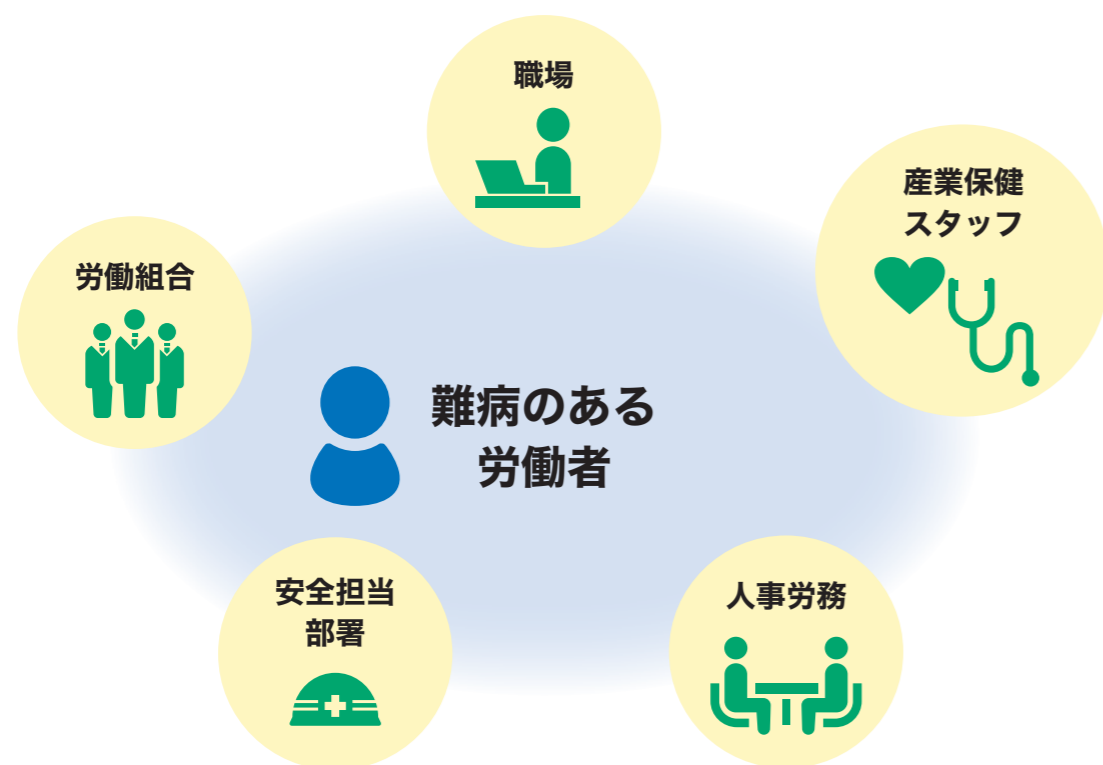 職場
産業保健
スタッフ
労働組合
難病のある
労働者
安全担当
部署
人事労務